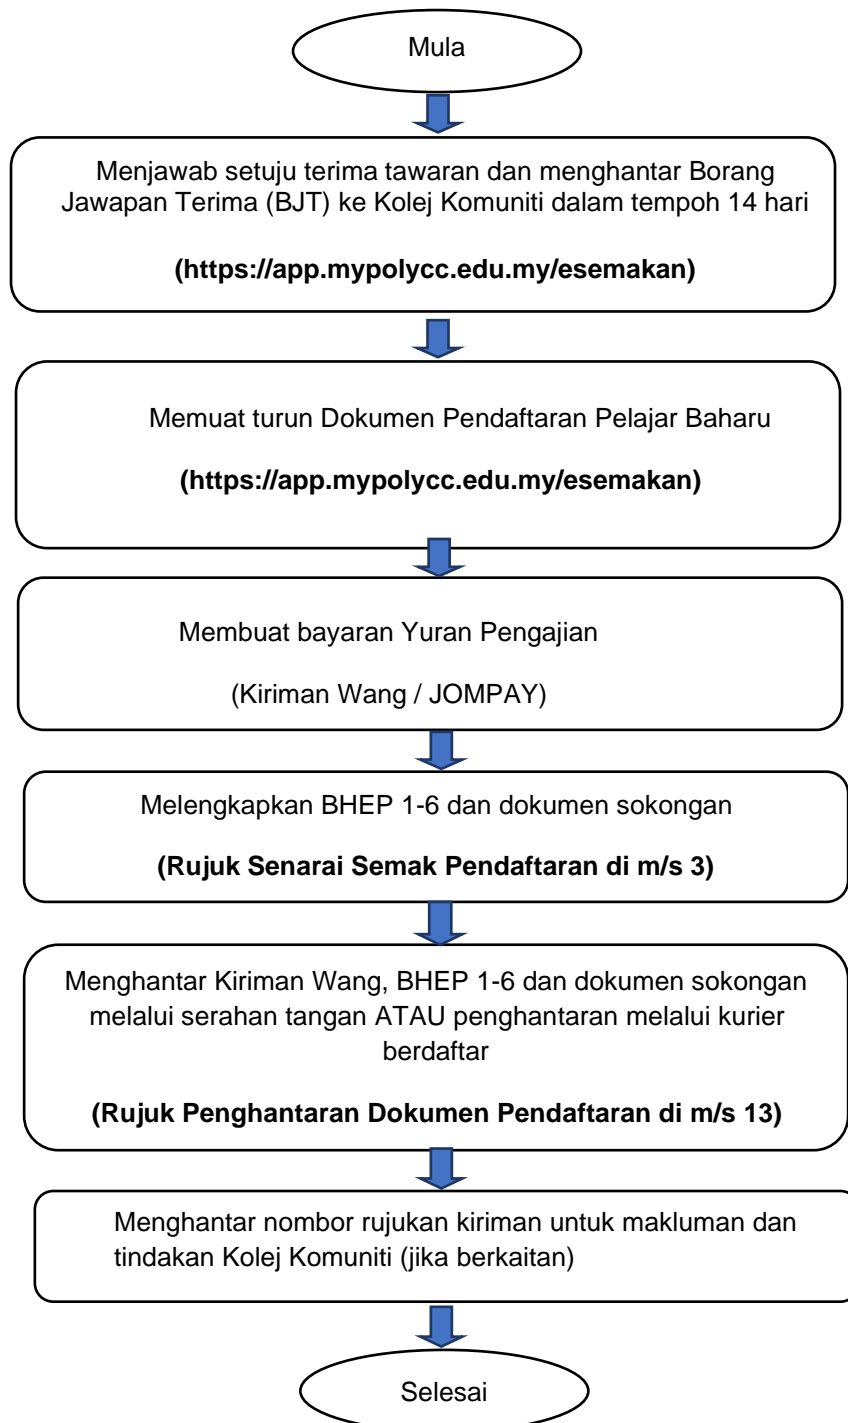 Mula
Menjawab setuju terima tawaran dan menghantar Borang
Jawapan Terima (BJT) ke Kolej Komuniti dalam tempoh 14 hari
(https://app.mypolycc.edu.my/esemakan)
Memuat turun Dokumen Pendaftaran Pelajar Baharu
(https://app.mypolycc.edu.my/esemakan)
Membuat bayaran Yuran Pengajian
(Kiriman Wang / JOMPAY)
Melengkapkan BHEP 1-6 dan dokumen sokongan
(Rujuk Senarai Semak Pendaftaran di m/s 3)
Menghantar Kiriman Wang, BHEP 1-6 dan dokumen sokongan
melalui serahan tangan ATAU penghantaran melalui kurier
berdaftar
(Rujuk Penghantaran Dokumen Pendaftaran di m/s 13)
Menghantar nombor rujukan kiriman untuk makluman dan
tindakan Kolej Komuniti (jika berkaitan)
Selesai